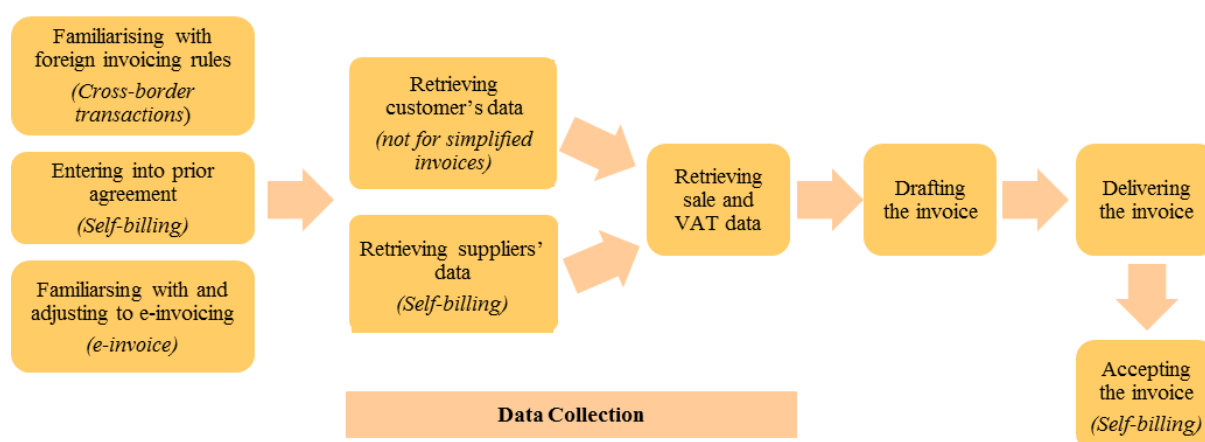 Familiarising with
foreign invoicing rules
(Cross-border
transactions)
Entering into prior
agreement
(Self-billing)
Familiarsing with and
adjusting to e-invoicing
(e-invoice)
Retrieving
customer's data
(not for simplified
invoices)
Retrieving suppliers'
data
(Self-billing)
Retrieving
sale and
VAT data
Drafting
the invoice
Delivering
the invoice
Accepting
the invoice
(Self-billing)
Data Collection